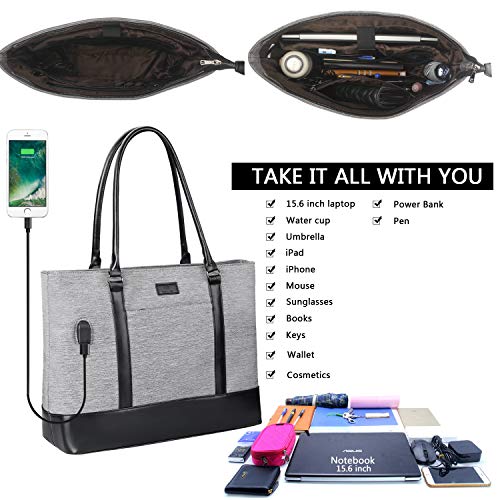 TAKE IT ALL WITH YOU
15.6 inch laptop
Water cup
Umbrella
iPad
iPhone
Mouse
Sunglasses
Books
Keys
Wallet
Cosmetics
Power Bank
Pen
ASUS
Notebook
15.6 inch